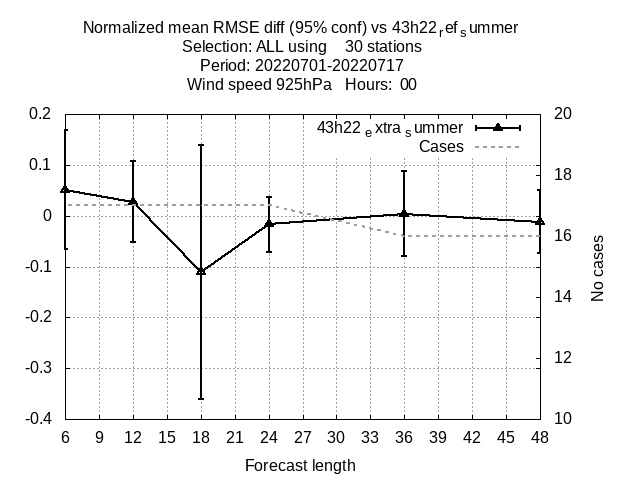 Normalized mean RMSE diff (95% conf) vs 43h22refsummer
Selection: ALL using 30 stations
Period: 20220701-20220717
Wind speed 925hPa Hours: 00
43h22extrasummer
Cases
0.2
0.1
0
-0.1
-0.2
-0.3
-0.4
20
18
16
14
12
10
No cases
6 9 12 15 18 21 24 27 30 33 36 39 42 45 48
Forecast length